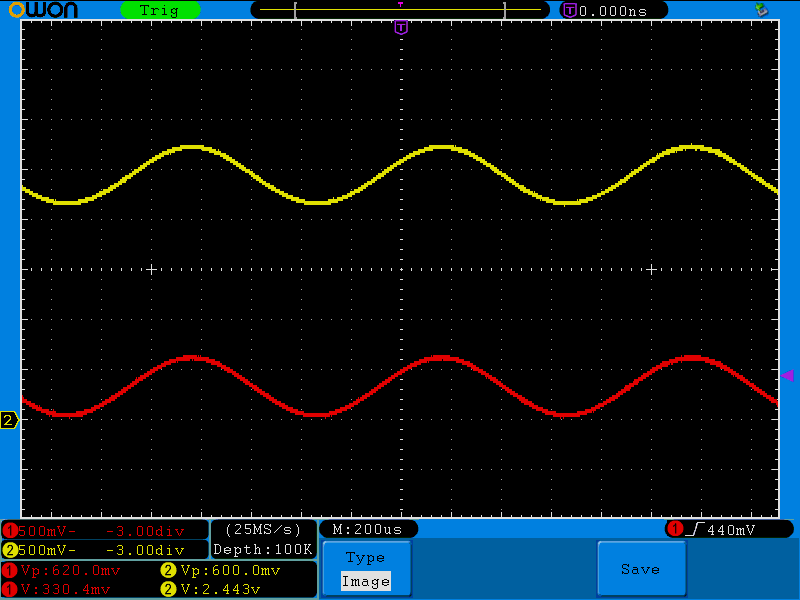 OWON Trig T 0.000ns
T
2
1 500mV- -3.00div (25MS/s) M:200us 1 440mV
2 500mV- -3.00div Depth:100K
1 Vp:620.0mv 2 Vp:600.0mv
1 V:330.4mv 2 V:2.443v
Type
Image
Save